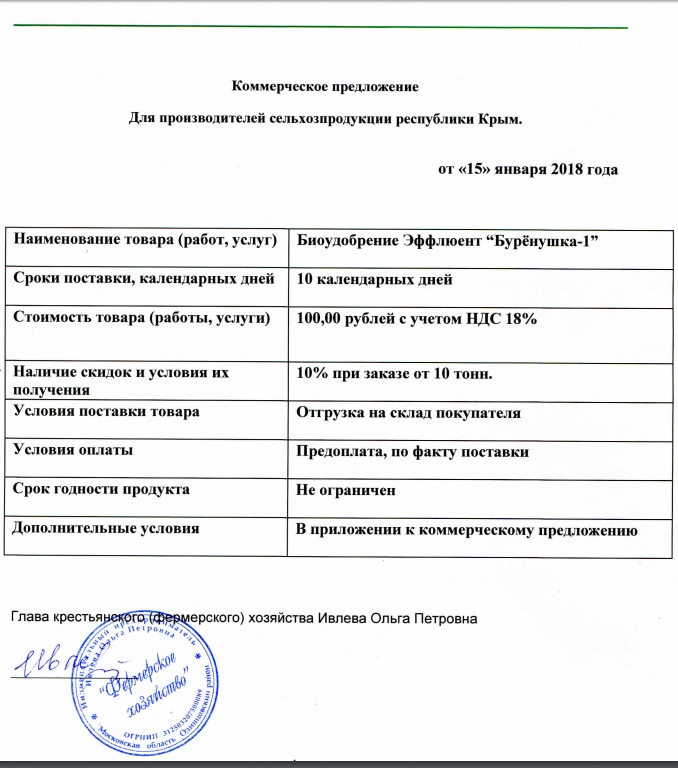 Коммерческое предложение
Для производителей сельхозпродукции республики Крым.
от «15» января 2018 года
Наименование товара (работ, услуг)
Биоудобрение Эффлюент “Бурёнушка-1”
Сроки поставки, календарных дней
10 календарных дней
Стоимость товара (работы, услуги)
100,00 рублей с учетом НДС 18%
Наличие скидок и условия их
получения
10% при заказе от 10 тонн.
Условия поставки товара
Отгрузка на склад покупателя
Условия оплаты
Предоплата, по факту поставки
Срок годности продукта
Не ограничен
Дополнительные условия
В приложении к коммерческому предложению
Глава крестьянского (фермерского) хозяйства Ивлева Ольга Петровна
Индивидуальный предприниматель
Ивлева Ольга Петровна
“Фермерское
хозяйство”
ОГРНИП
Московская область Одинцовский район